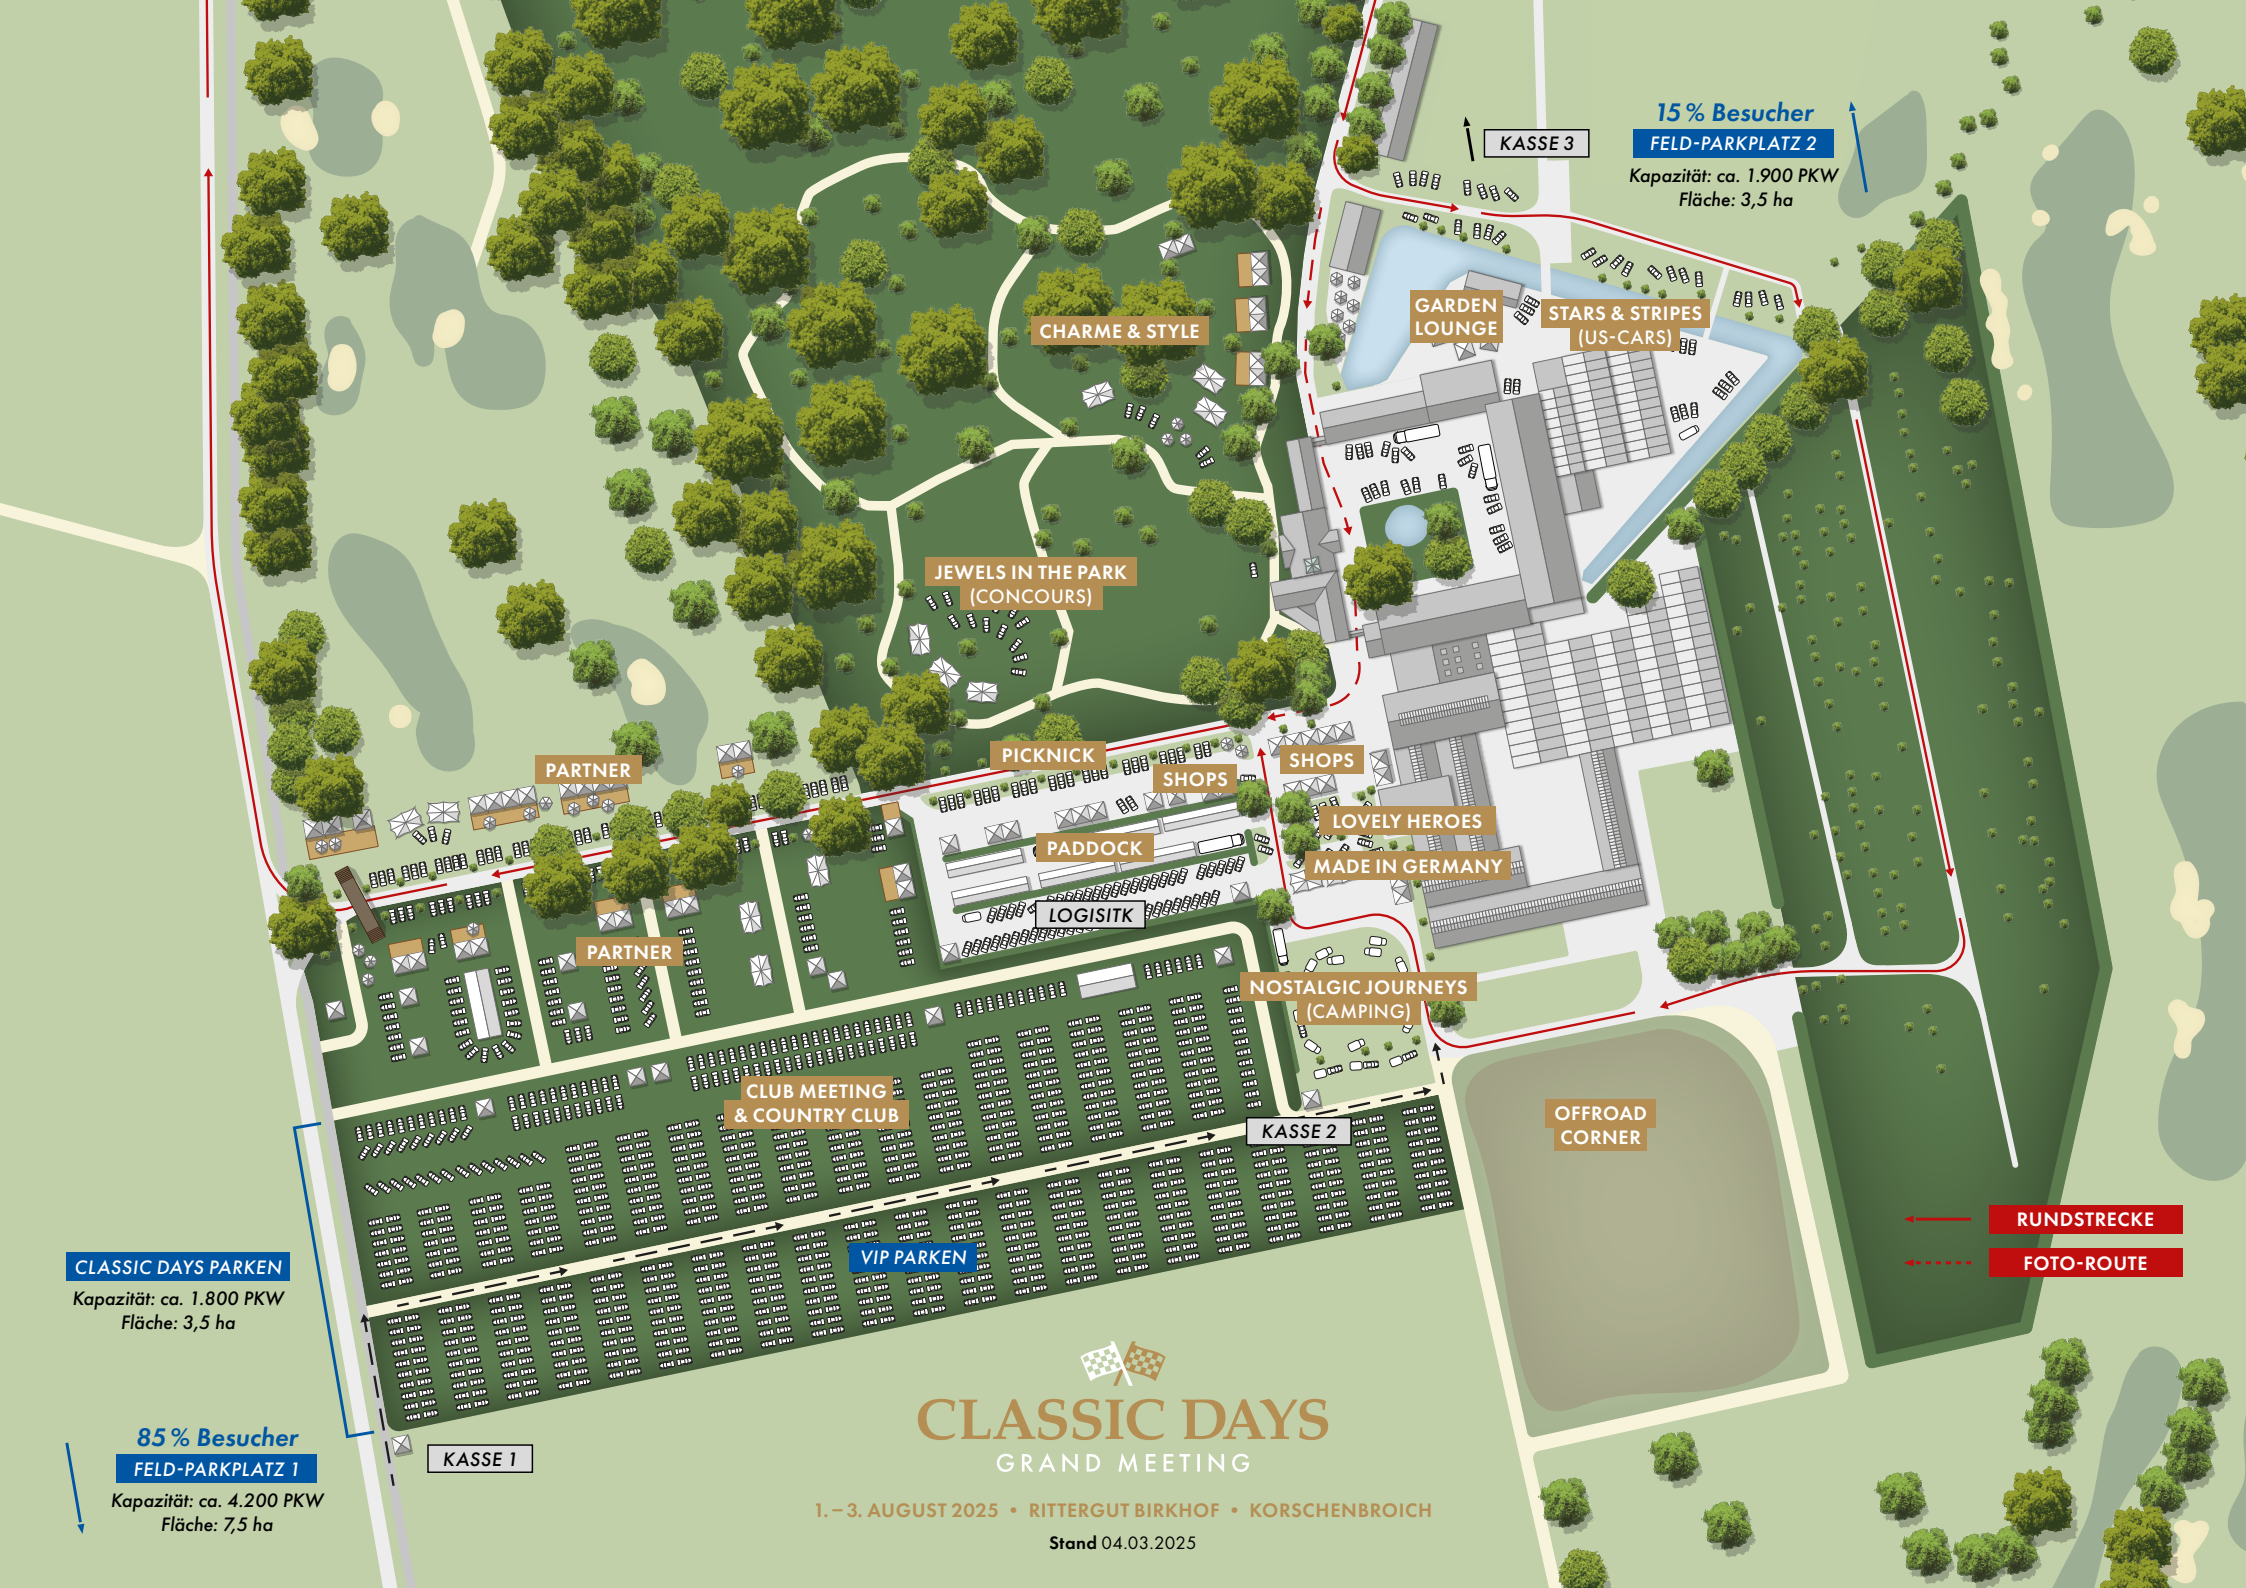 KASSE 3
15 % Besucher
FELD-PARKPLATZ 2
Kapazität: ca. 1.900 PKW
Fläche: 3,5 ha
CHARME & STYLE
GARDEN
LOUNGE
STARS & STRIPES
(US-CARS)
JEWELS IN THE PARK
(CONCOURS)
PARTNER
PICKNICK
SHOPS
SHOPS
LOVELY HEROES
PADDOCK
MADE IN GERMANY
LOGISITK
PARTNER
NOSTALGIC JOURNEYS
(CAMPING)
CLUB MEETING
& COUNTRY CLUB
KASSE 2
OFFROAD
CORNER
VIP PARKEN
RUNDSTRECKE
FOTO-ROUTE
CLASSIC DAYS PARKEN
Kapazität: ca. 1.800 PKW
Fläche: 3,5 ha
85 % Besucher
FELD-PARKPLATZ 1
Kapazität: ca. 4.200 PKW
Fläche: 7,5 ha
KASSE 1
CLASSIC DAYS
GRAND MEETING
1. – 3. AUGUST 2025 • RITTERGUT BIRKHOF • KORSCHENBROICH
Stand 04.03.2025